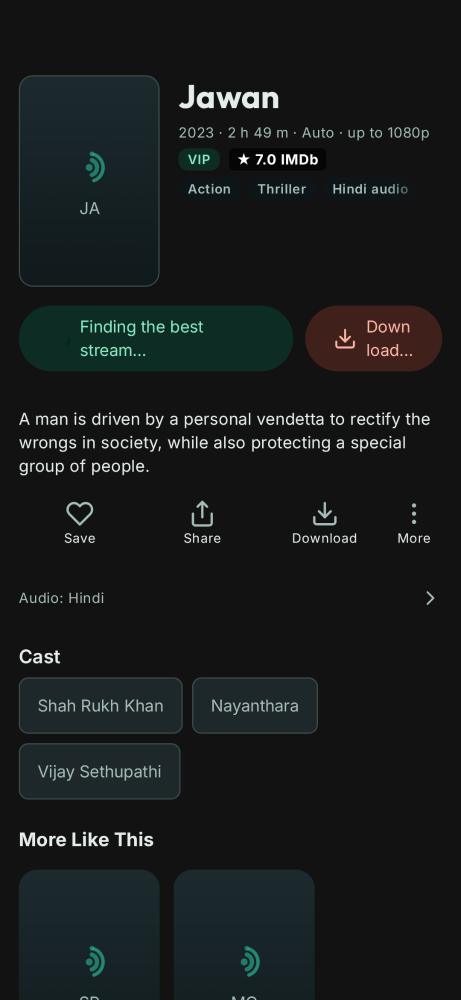 Jawan
2023 · 2 h 49 m · Auto · up to 1080p
VIP ★ 7.0 IMDb
Action Thriller Hindi audio
JA
Finding the best
stream...
Down
load...
A man is driven by a personal vendetta to rectify the
wrongs in society, while also protecting a special
group of people.
Save Share Download More
Audio: Hindi
Cast
Shah Rukh Khan Nayanthara
Vijay Sethupathi
More Like This